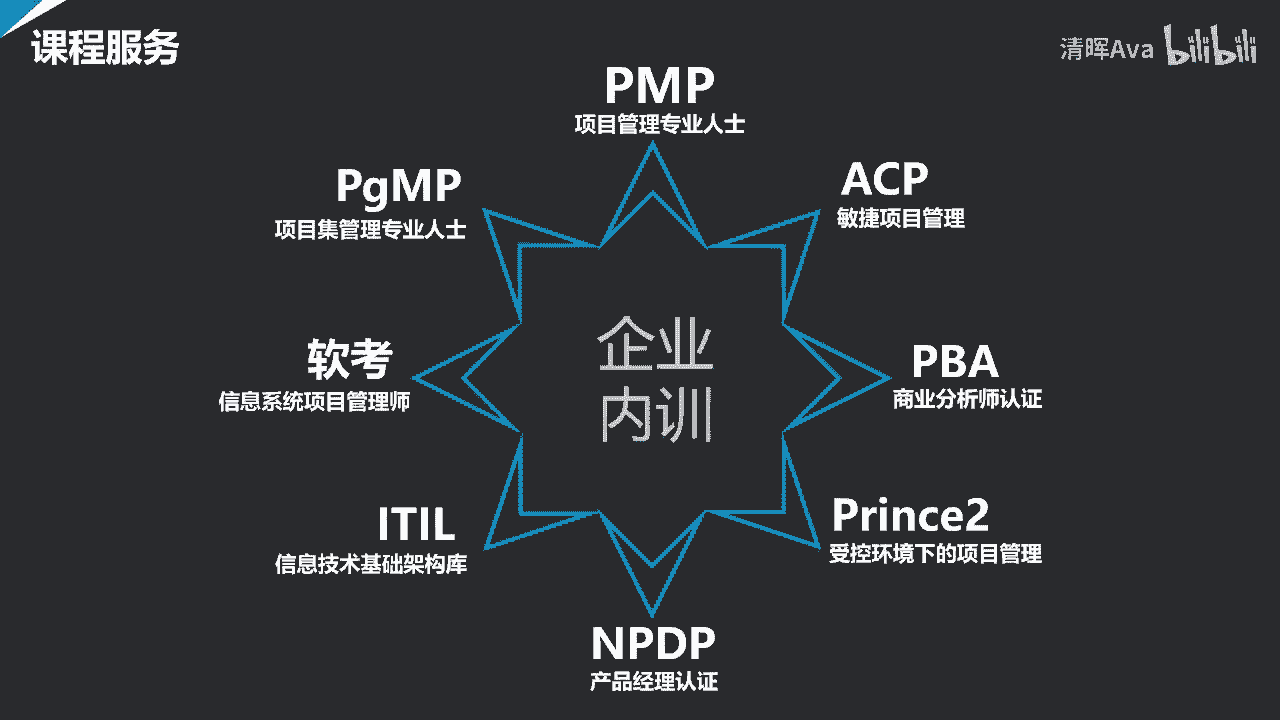 课程服务
清晖Ava bilibili
PMP
项目管理专业人士
ACP
敏捷项目管理
PBA
商业分析师认证
Prince2
受控环境下的项目管理
NPDP
产品经理认证
ITIL
信息技术基础架构库
软考
信息系统项目管理师
PgMP
项目集管理专业人士
企业
内训